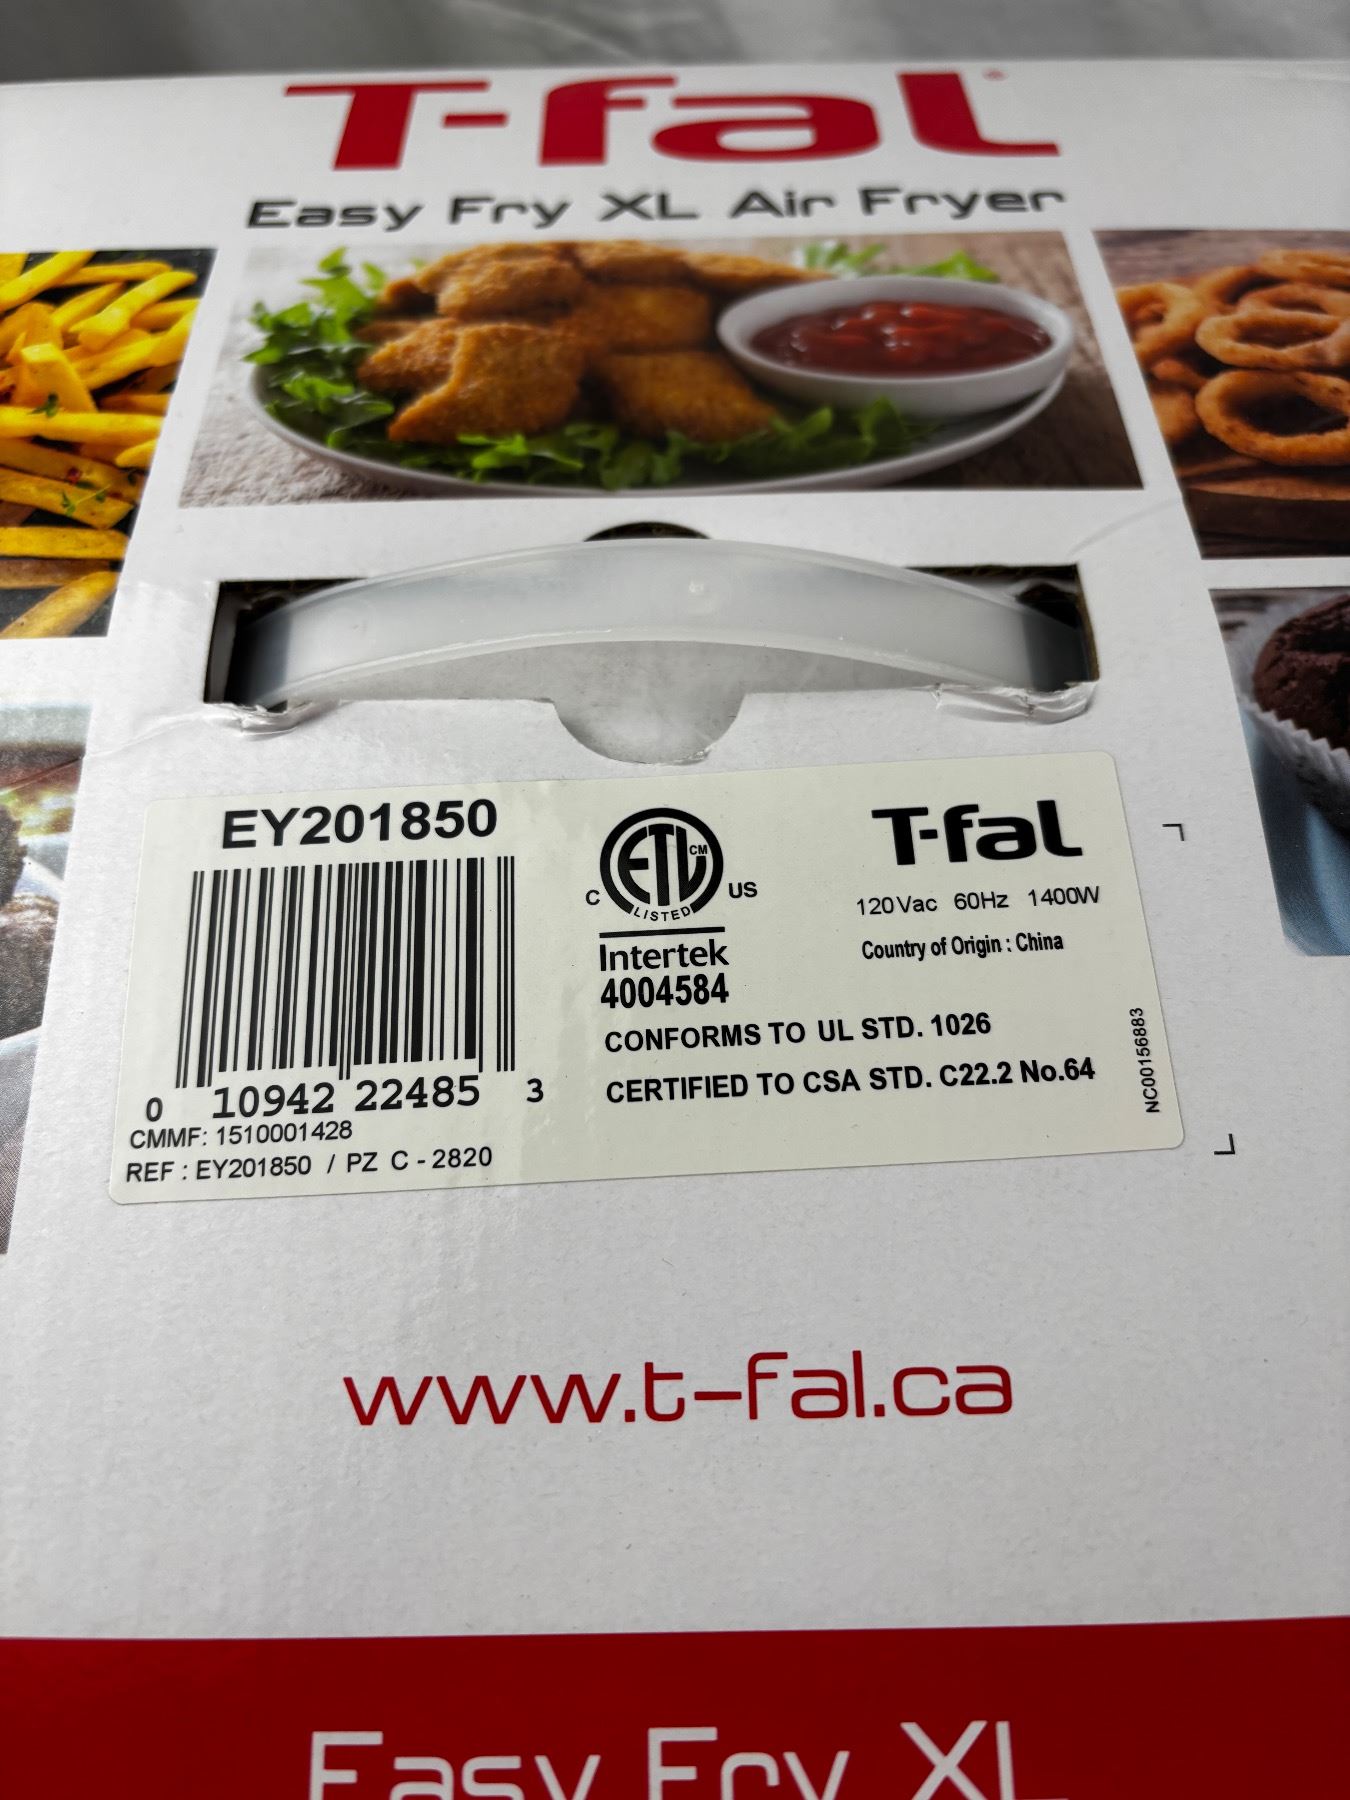 T-fal®
Easy Fry XL Air Fryer
EY201850
0 10942 22485 3
CMMF: 1510001428
REF : EY201850 / PZ C - 2820
ETL CM
C US
LISTED
Intertek
4004584
CONFORMS TO UL STD. 1026
CERTIFIED TO CSA STD. C22.2 No.64
T-fal
120Vac 60Hz 1400W
Country of Origin : China
NC00156883
www.t-fal.ca
Easy Fry XL